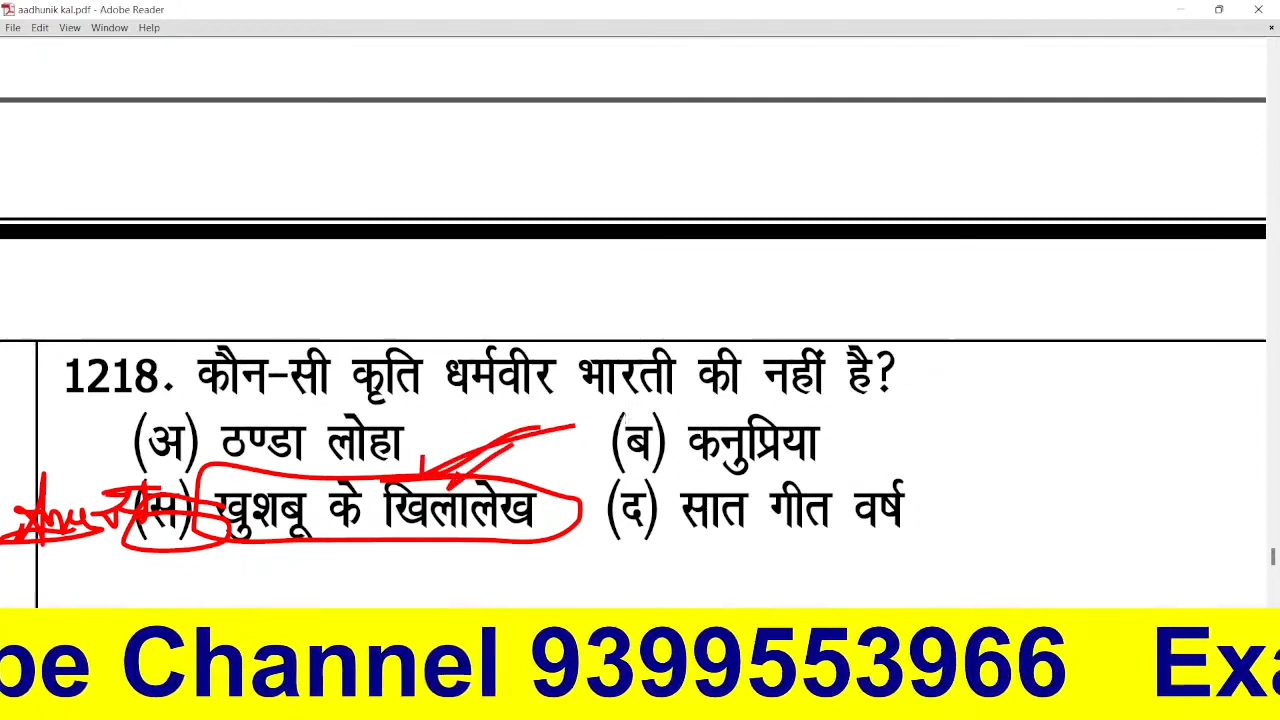 aadhunik kal.pdf - Adobe Reader
File Edit View Window Help
1218. कौन-सी कृति धर्मवीर भारती की नहीं है?
(अ) ठण्डा लोहा (ब) कनुप्रिया
(स) खुशबू के खिलालेख (द) सात गीत वर्ष
be Channel 9399553966 Exa